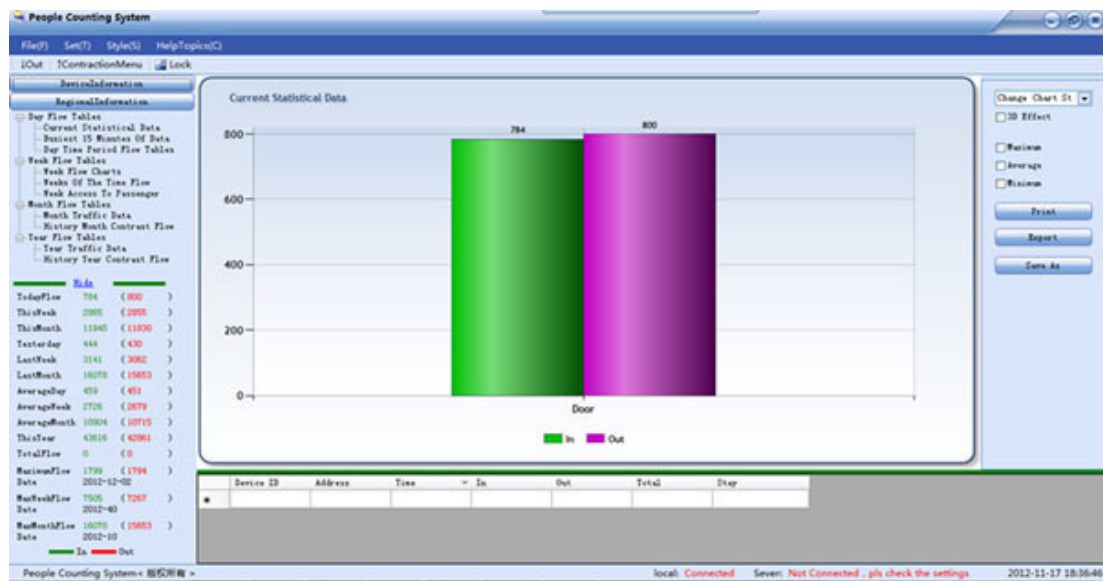 People Counting System
File(F) Set(T) Style(S) HelpTopics(C)
IOut IContractionMenu Lock
DeviceInformation
RegionalInformation
Day Flow Tables
Current Statistical Data
Busiest 15 Minutes Of Data
Day Time Period Flow Tables
Week Flow Tables
Week Flow Charts
Weeks Of The Time Flow
Week Access To Passenger
Month Flow Tables
Month Traffic Data
History Month Contrast Flow
Year Flow Tables
Year Traffic Data
History Year Contrast Flow
Hide
TodayFlow 784 (800 )
ThisWeek 2865 (2855 )
ThisMonth 11945 (11830 )
Yesterday 444 (430 )
LastWeek 3141 (3062 )
LastMonth 16078 (15653 )
AverageDay 459 (451 )
AverageWeek 2726 (2679 )
AverageMonth 10904 (10715 )
ThisYear 43616 (42861 )
TotalFlow 0 (0 )
MaximumFlow 1799 (1794 )
Date 2012-12-02
MaxWeekFlow 7505 (7267 )
Date 2012-40
MaxMonthFlow 16078 (15653 )
Date 2012-10
In Out
Current Statistical Data
784 800
800
600
400
200
0
Door
In Out
Change Chart St
3D Effect
Maximum
Average
Minimum
Print
Export
Save As
Device ID Address Time In Out Total Stay
People Counting System< 版权所有 >
local: Connected Sever: Not Connected , pls check the settings 2012-11-17 18:36:46